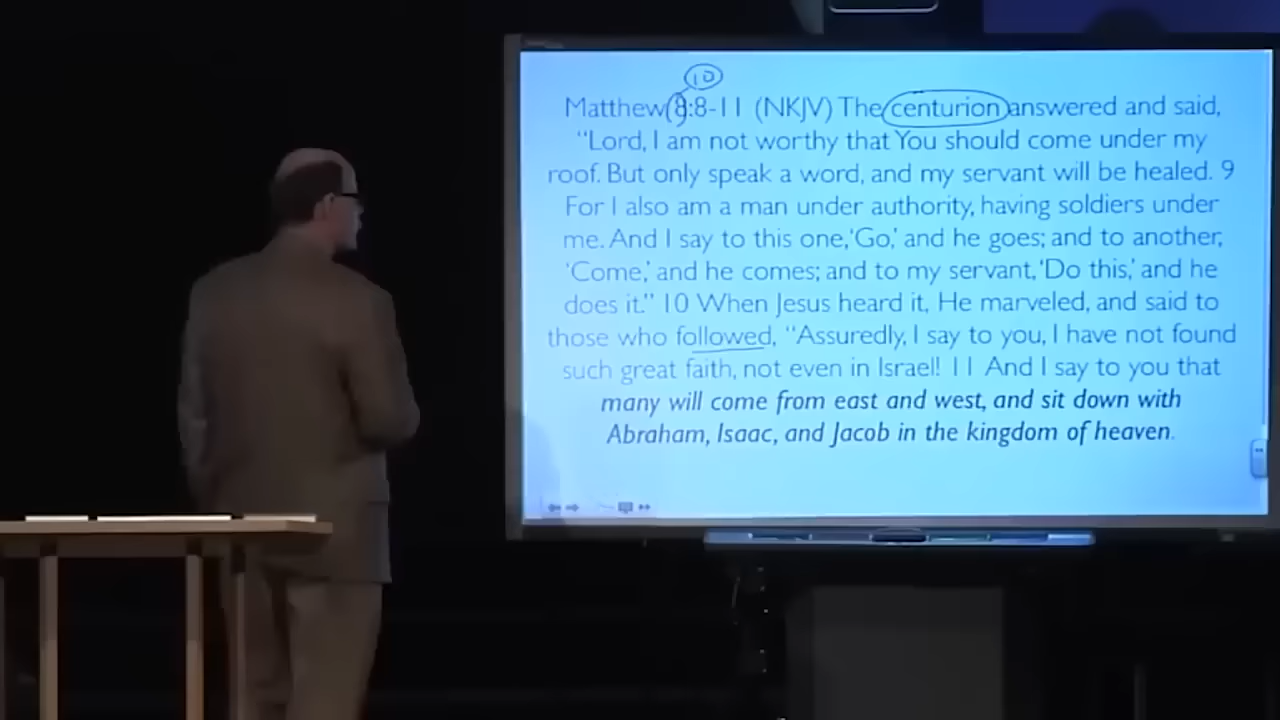 10
Matthew 8:8-11 (NKJV) The centurion answered and said,
“Lord, I am not worthy that You should come under my
roof. But only speak a word, and my servant will be healed. 9
For I also am a man under authority, having soldiers under
me. And I say to this one, ‘Go,’ and he goes; and to another,
‘Come,’ and he comes; and to my servant, ‘Do this,’ and he
does it.” 10 When Jesus heard it, He marveled, and said to
those who followed, “Assuredly, I say to you, I have not found
such great faith, not even in Israel! 11 And I say to you that
many will come from east and west, and sit down with
Abraham, Isaac, and Jacob in the kingdom of heaven.